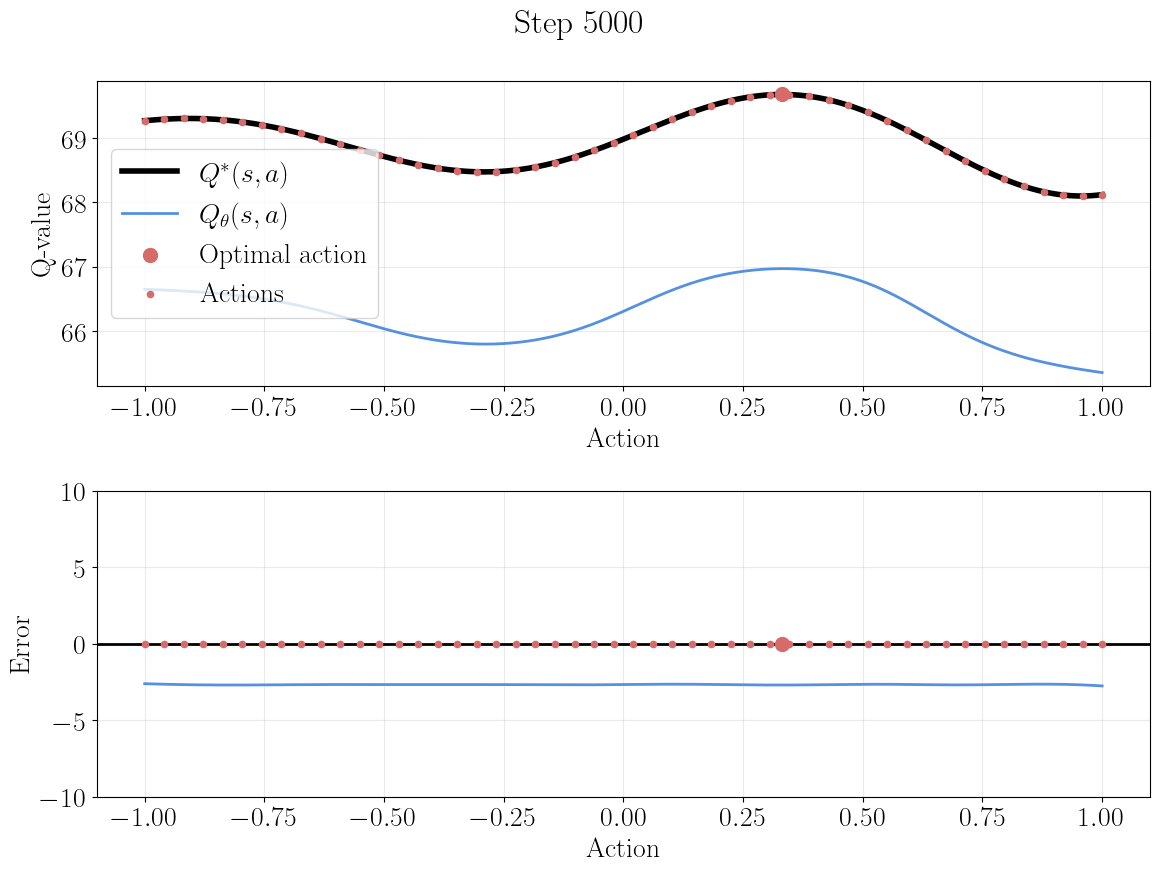 Step 5000
69
68
67
66
Q-value
Q*(s, a)
Qθ(s, a)
Optimal action
Actions
−1.00 −0.75 −0.50 −0.25 0.00 0.25 0.50 0.75 1.00
Action
10
5
0
−5
−10
Error
−1.00 −0.75 −0.50 −0.25 0.00 0.25 0.50 0.75 1.00
Action